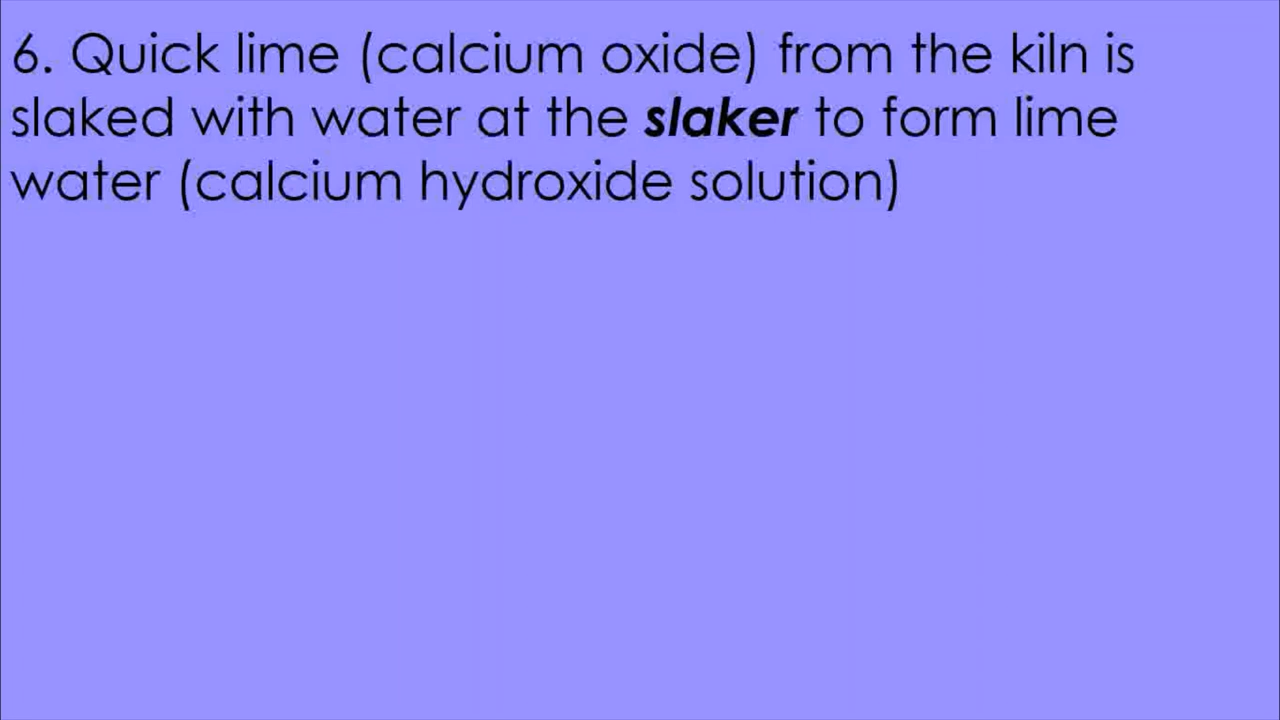 6. Quick lime (calcium oxide) from the kiln is
slaked with water at the slaker to form lime
water (calcium hydroxide solution)